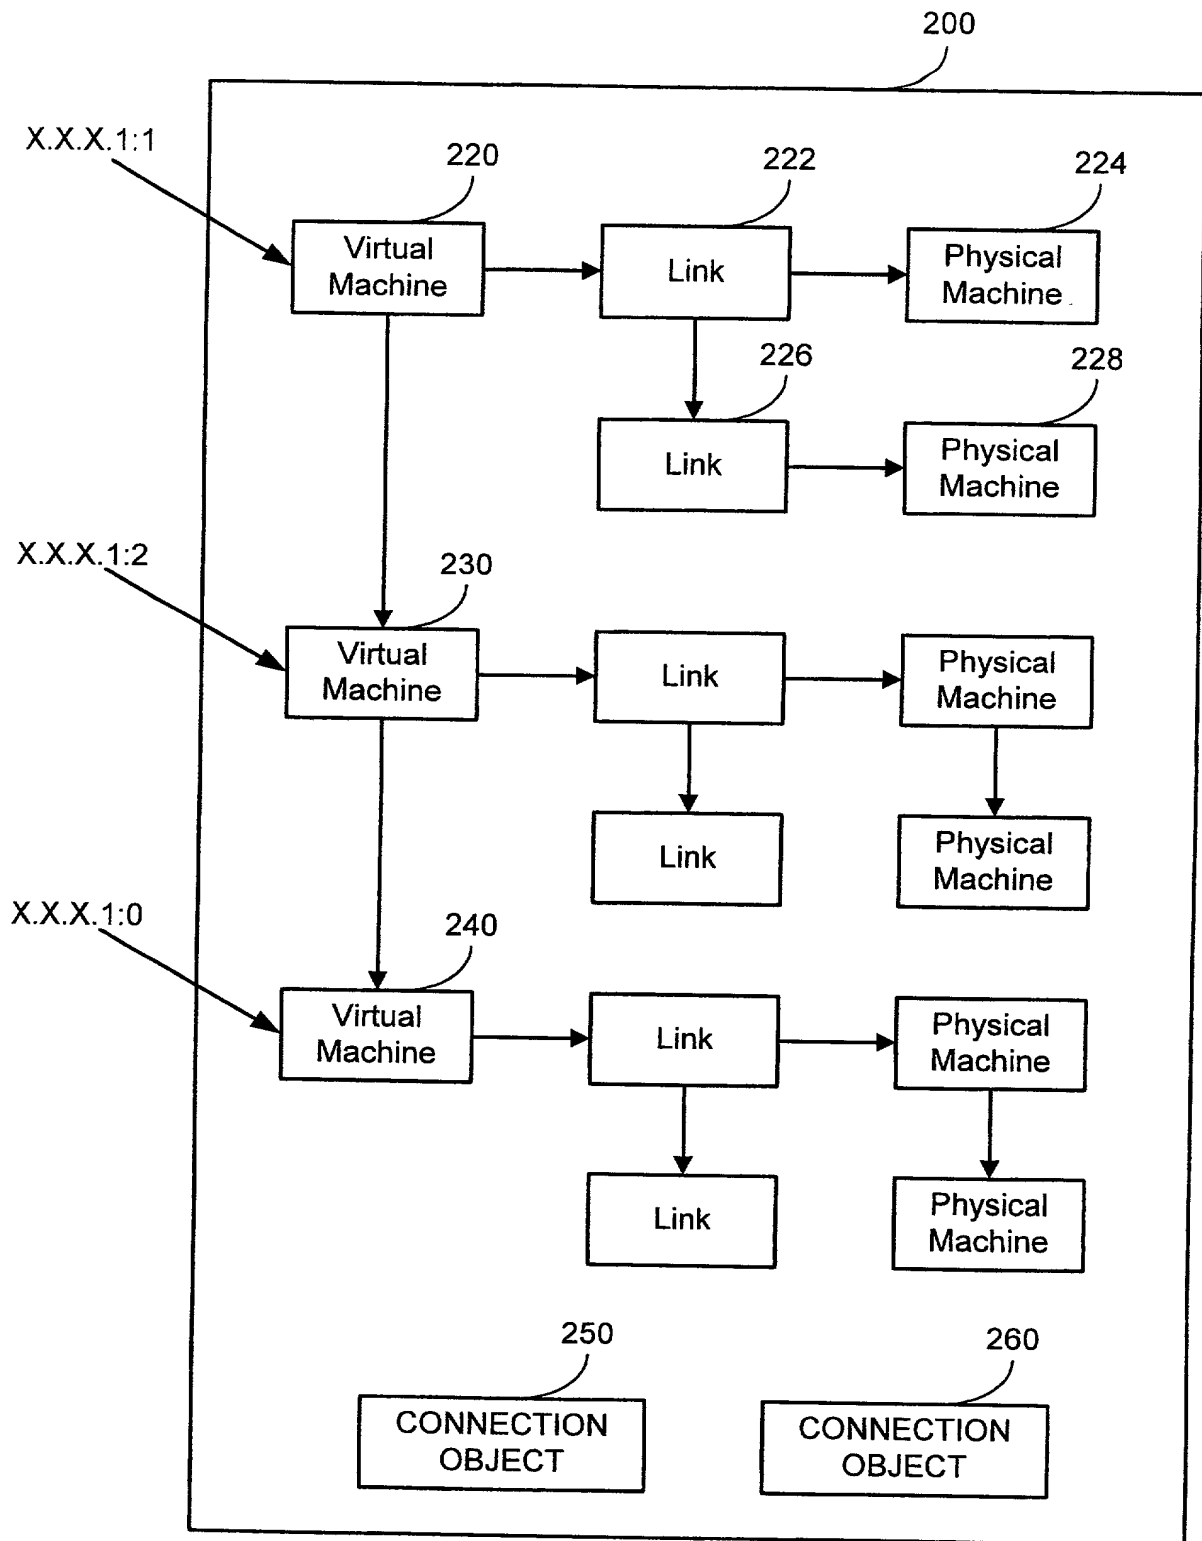 200
X.X.X.1:1
220
222
224
Virtual
Machine
Link
Physical
Machine
226
228
Link
Physical
Machine
X.X.X.1:2
230
Virtual
Machine
Link
Physical
Machine
Link
Physical
Machine
X.X.X.1:0
240
Virtual
Machine
Link
Physical
Machine
Link
Physical
Machine
250
260
CONNECTION
OBJECT
CONNECTION
OBJECT